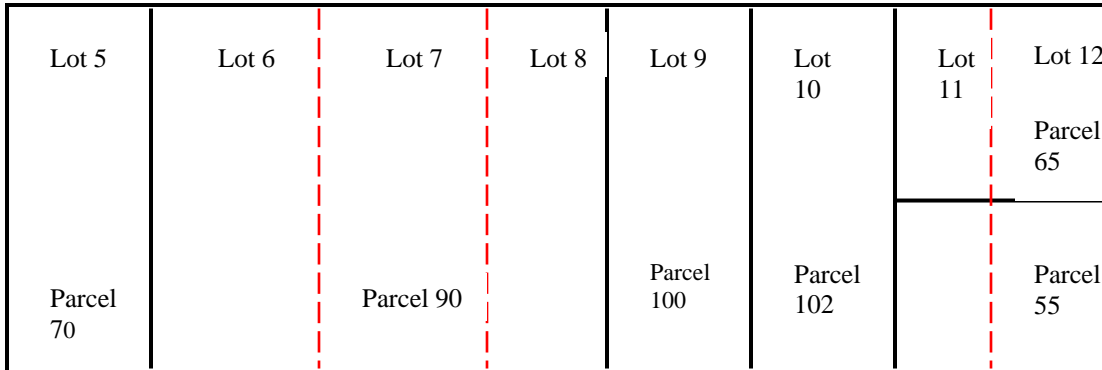 Lot 5
Lot 6
Lot 7
Lot 8
Lot 9
Lot
10
Lot
11
Lot 12
Parcel
65
Parcel
70
Parcel 90
Parcel
100
Parcel
102
Parcel
55